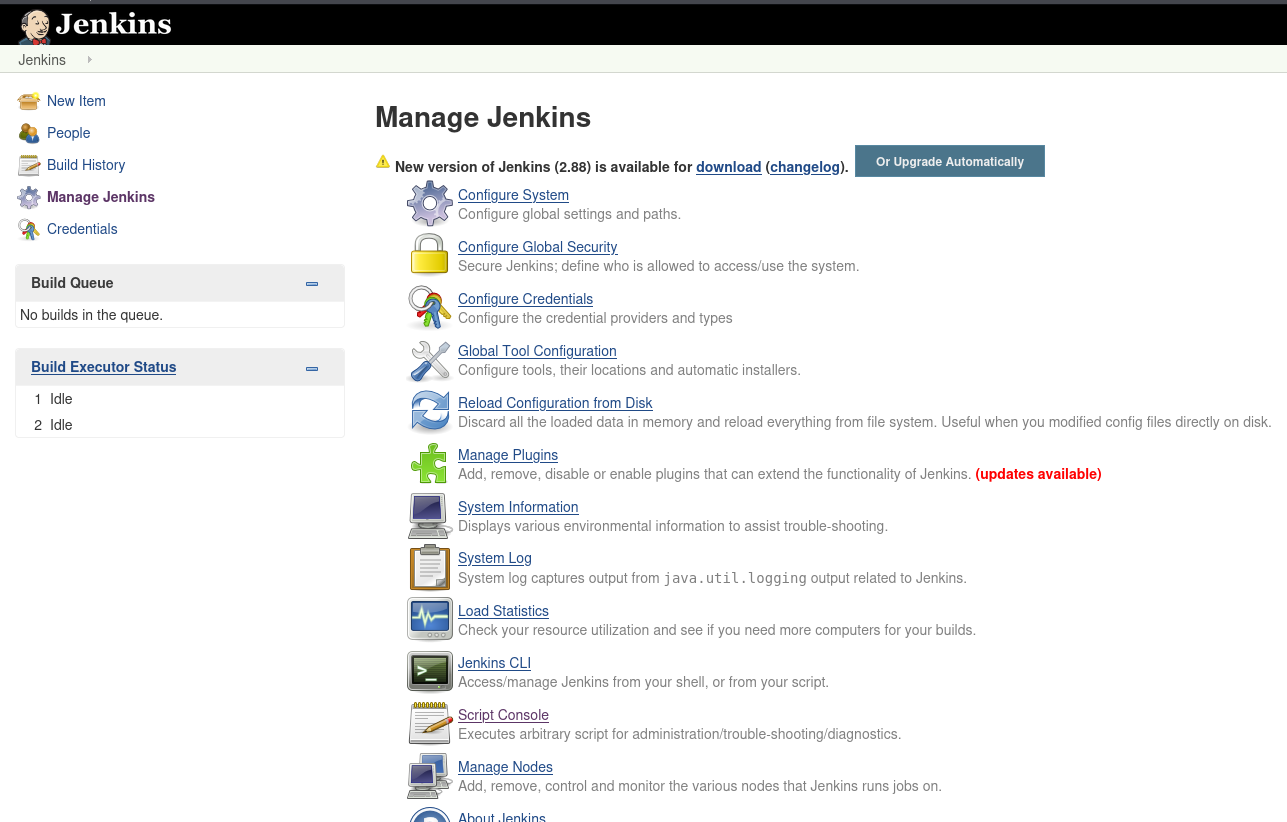 Jenkins
Jenkins
New Item
People
Build History
Manage Jenkins
Credentials
Build Queue
No builds in the queue.
Build Executor Status
1 Idle
2 Idle
Manage Jenkins
New version of Jenkins (2.88) is available for download (changelog). Or Upgrade Automatically
Configure System
Configure global settings and paths.
Configure Global Security
Secure Jenkins; define who is allowed to access/use the system.
Configure Credentials
Configure the credential providers and types
Global Tool Configuration
Configure tools, their locations and automatic installers.
Reload Configuration from Disk
Discard all the loaded data in memory and reload everything from file system. Useful when you modified config files directly on disk.
Manage Plugins
Add, remove, disable or enable plugins that can extend the functionality of Jenkins. (updates available)
System Information
Displays various environmental information to assist trouble-shooting.
System Log
System log captures output from java.util.logging output related to Jenkins.
Load Statistics
Check your resource utilization and see if you need more computers for your builds.
Jenkins CLI
Access/manage Jenkins from your shell, or from your script.
Script Console
Executes arbitrary script for administration/trouble-shooting/diagnostics.
Manage Nodes
Add, remove, control and monitor the various nodes that Jenkins runs jobs on.
About Jenkins